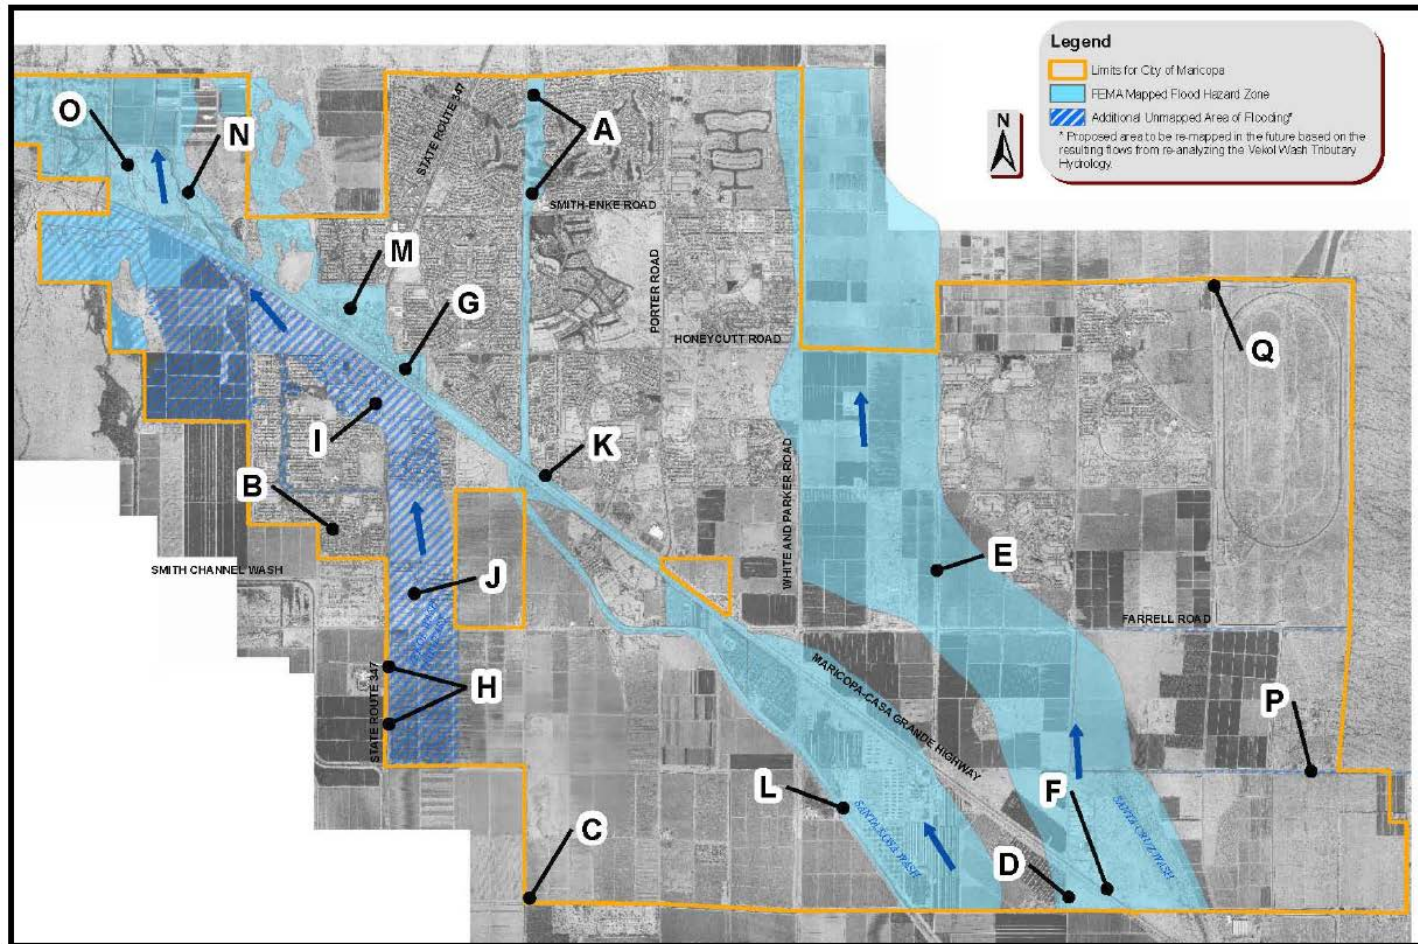 Legend
Limits for City of Maricopa
FEMA Mapped Flood Hazard Zone
Additional Unmapped Area of Flooding*
* Proposed area to be re-mapped in the future based on the
resulting flows from re-analyzing the Vekol Wash Tributary
Hydrology.
N
O
N
A
STATE ROUTE 347
SMITH-ENKE ROAD
M
G
PORTER ROAD
HONEYCUTT ROAD
Q
I
K
B
WHITE AND PARKER ROAD
E
SMITH CHANNEL WASH
J
FARRELL ROAD
H
STATE ROUTE 347
MARICOPA-CASA GRANDE HIGHWAY
P
L
F
SANTA ROSA WASH
SANTA CRUZ WASH
C
D